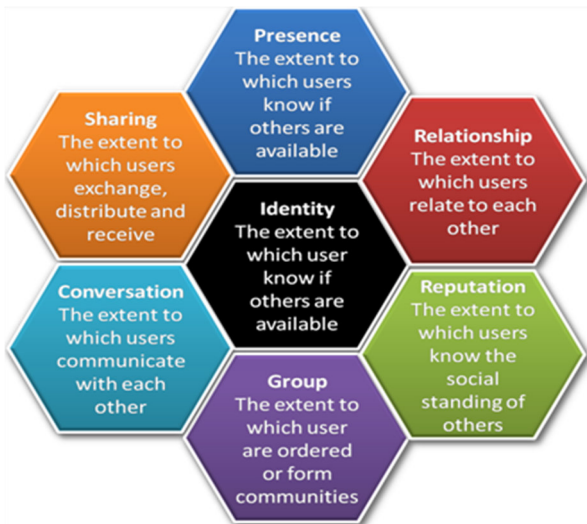 Presence
The extent to
which users
know if
others are
available
Sharing
The extent to
which users
exchange,
distribute and
receive
Relationship
The extent to
which users
relate to each
other
Identity
The extent to
which user
know if
others are
available
Conversation
The extent to
which users
communicate
with each
other
Reputation
The extent to
which users
know the
social
standing of
others
Group
The extent to
which user
are ordered
or form
communities